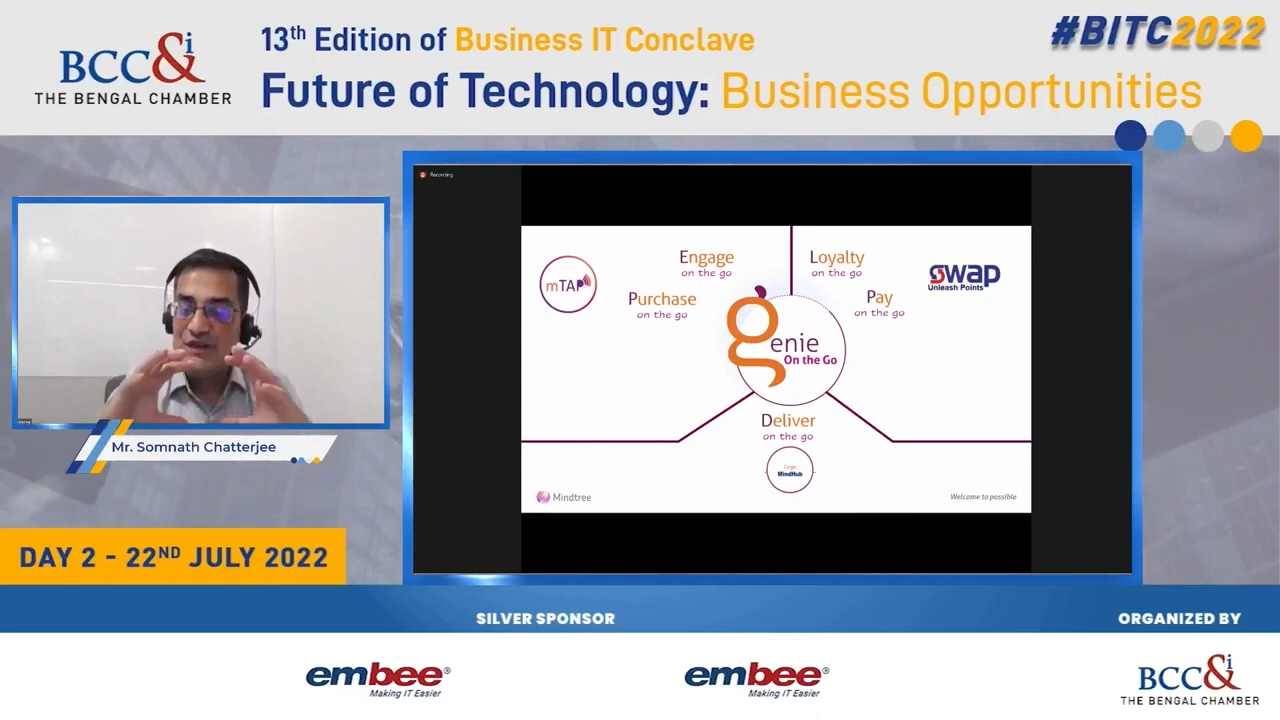 BCC&i
THE BENGAL CHAMBER
13th Edition of Business IT Conclave
Future of Technology: Business Opportunities
#BITC2022
Recording
mTAP
Engage
on the go
Purchase
on the go
Loyalty
on the go
Pay
on the go
swap
Unleash Points
genie
On the Go
Deliver
on the go
Cargo
MindHub
Mindtree
Welcome to possible
Mr. Somnath Chatterjee
DAY 2 - 22ND JULY 2022
SILVER SPONSOR
ORGANIZED BY
embee®
Making IT Easier
embee®
Making IT Easier
BCC&i
THE BENGAL CHAMBER